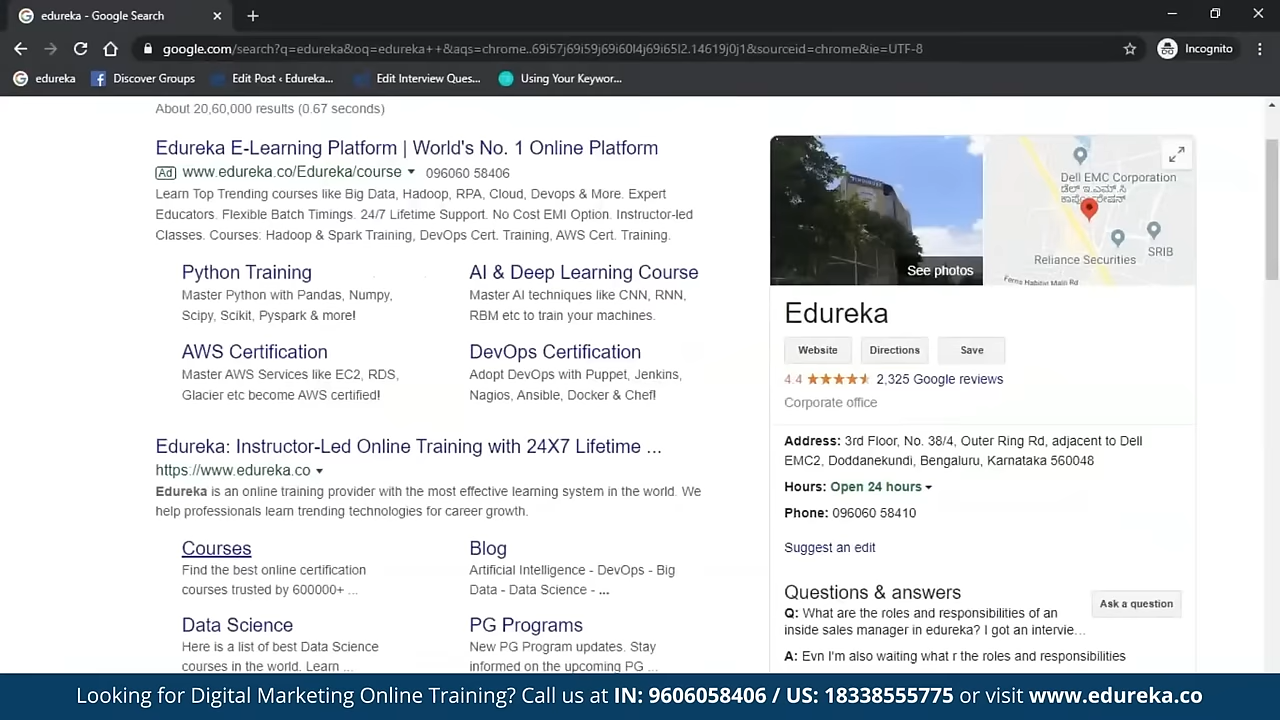 edureka - Google Search
google.com/search?q=edureka&oq=edureka++&aqs=chrome..69i57j69i59j69i60l4j69i65l2.14619j0j1&sourceid=chrome&ie=UTF-8
Incognito
edureka
Discover Groups
Edit Post ‹ Edureka...
Edit Interview Ques...
Using Your Keywor...
About 20,60,000 results (0.67 seconds)
Edureka E-Learning Platform | World's No. 1 Online Platform
Ad www.edureka.co/Edureka/course 096060 58406
Learn Top Trending courses like Big Data, Hadoop, RPA, Cloud, Devops & More. Expert
Educators. Flexible Batch Timings. 24/7 Lifetime Support. No Cost EMI Option. Instructor-led
Classes. Courses: Hadoop & Spark Training, DevOps Cert. Training, AWS Cert. Training.
Python Training
Master Python with Pandas, Numpy,
Scipy, Scikit, Pyspark & more!
AI & Deep Learning Course
Master AI techniques like CNN, RNN,
RBM etc to train your machines.
AWS Certification
Master AWS Services like EC2, RDS,
Glacier etc become AWS certified!
DevOps Certification
Adopt DevOps with Puppet, Jenkins,
Nagios, Ansible, Docker & Chef!
Edureka: Instructor-Led Online Training with 24X7 Lifetime ...
https://www.edureka.co
Edureka is an online training provider with the most effective learning system in the world. We
help professionals learn trending technologies for career growth.
Courses
Find the best online certification
courses trusted by 600000+ ...
Blog
Artificial Intelligence - DevOps - Big
Data - Data Science - ...
Data Science
Here is a list of best Data Science
courses in the world. Learn ...
PG Programs
New PG Program updates. Stay
informed on the upcoming PG ...
See photos
Dell EMC Corporation
ಡೆಲ್ ಇ.ಎಮ್.ಸಿ
ಕಾರ್ಪೊರೇಷನ್
SRIB
Reliance Securities
Edureka
Website
Directions
Save
4.4 2,325 Google reviews
Corporate office
Address: 3rd Floor, No. 38/4, Outer Ring Rd, adjacent to Dell
EMC2, Doddanekundi, Bengaluru, Karnataka 560048
Hours: Open 24 hours
Phone: 096060 58410
Suggest an edit
Questions & answers
Ask a question
Q: What are the roles and responsibilities of an
inside sales manager in edureka? I got an intervie...
A: Evn I'm also waiting what r the roles and responsibilities
Looking for Digital Marketing Online Training? Call us at IN: 9606058406 / US: 18338555775 or visit www.edureka.co